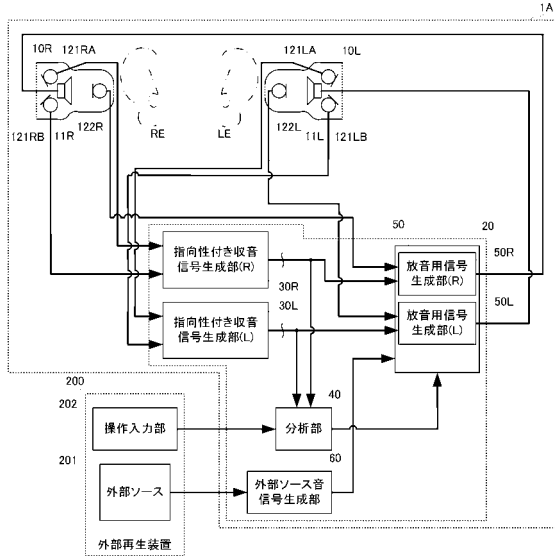 1A
10R 121RA 121LA 10L
121RB 11R 122R RE LE 122L 11L 121LB
50 20
指向性付き収音
信号生成部(R)
30R
放音用信号
生成部(R)
50R
指向性付き収音
信号生成部(L)
30L
放音用信号
生成部(L)
50L
200
202
操作入力部
40
分析部
201
外部ソース
60
外部ソース音
信号生成部
外部再生装置